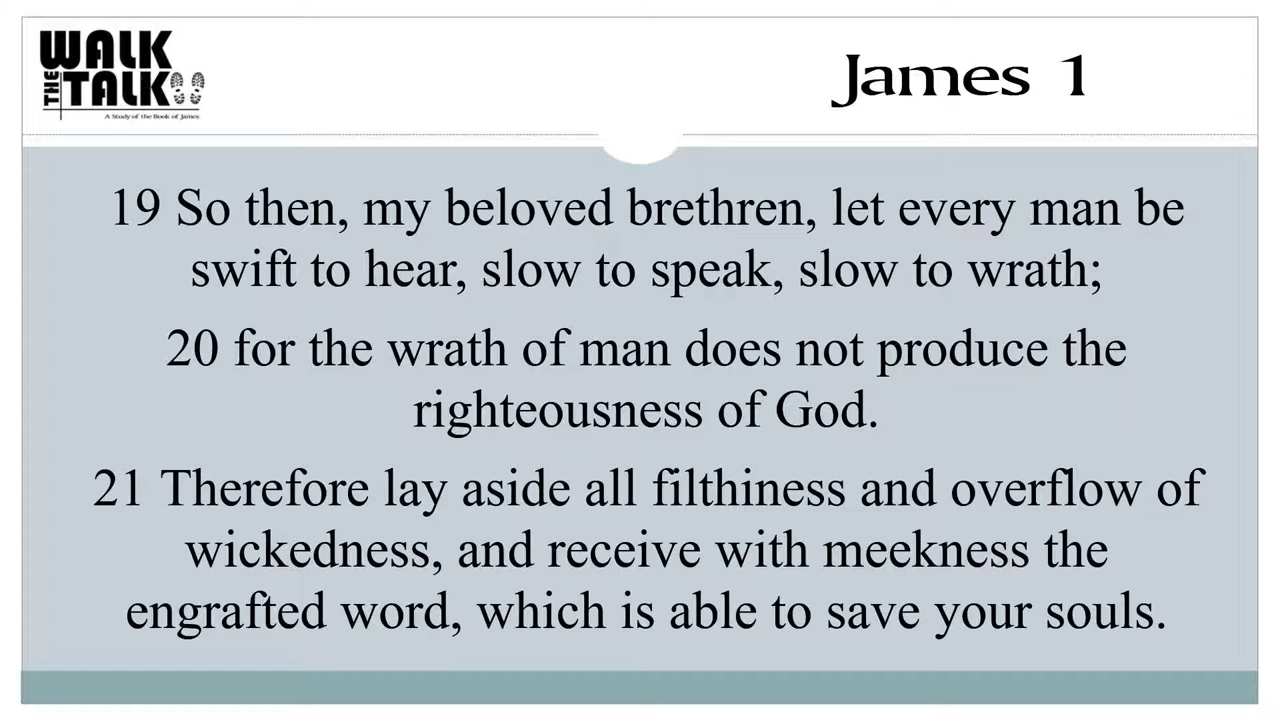 WALK
THE TALK
A Study of the Book of James
James 1
19 So then, my beloved brethren, let every man be
swift to hear, slow to speak, slow to wrath;
20 for the wrath of man does not produce the
righteousness of God.
21 Therefore lay aside all filthiness and overflow of
wickedness, and receive with meekness the
engrafted word, which is able to save your souls.